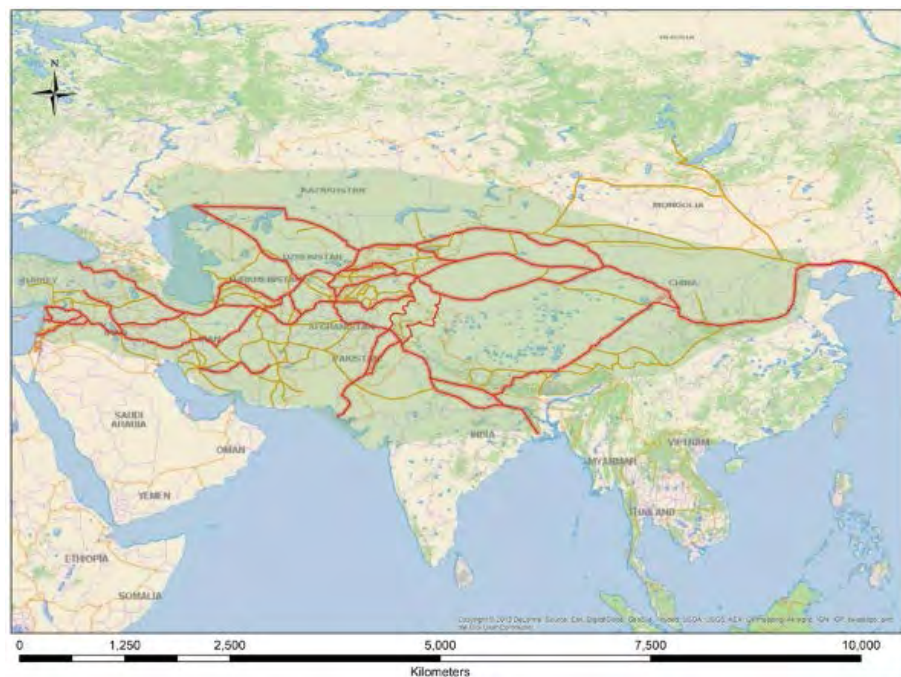 RUSSIA
N
KAZAKHSTAN
MONGOLIA
UZBEKISTAN
TURKEY
TURKMENISTAN
CHINA
AFGHANISTAN
IRAN
PAKISTAN
SAUDI
ARABIA
OMAN
INDIA
VIETNAM
MYANMAR
YEMEN
THAILAND
ETHIOPIA
SOMALIA
0 1,250 2,500 5,000 7,500 10,000
Kilometers